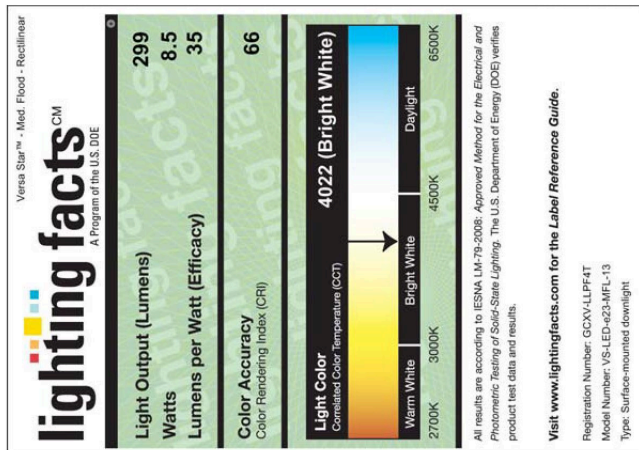 Versa Star™ - Med. Flood - Rectilinear
lighting facts CM
A Program of the U.S. DOE
Light Output (Lumens) 299
Watts 8.5
Lumens per Watt (Efficacy) 35
Color Accuracy 66
Color Rendering Index (CRI)
Light Color 4022 (Bright White)
Correlated Color Temperature (CCT)
Warm White Bright White Daylight
2700K 3000K 4500K 6500K
All results are according to IESNA LM-79-2008: Approved Method for the Electrical and
Photometric Testing of Solid-State Lighting. The U.S. Department of Energy (DOE) verifies
product test data and results.
Visit www.lightingfacts.com for the Label Reference Guide.
Registration Number: GCXV-LLPF4T
Model Number: VS-LED-e23-MFL-13
Type: Surface-mounted downlight